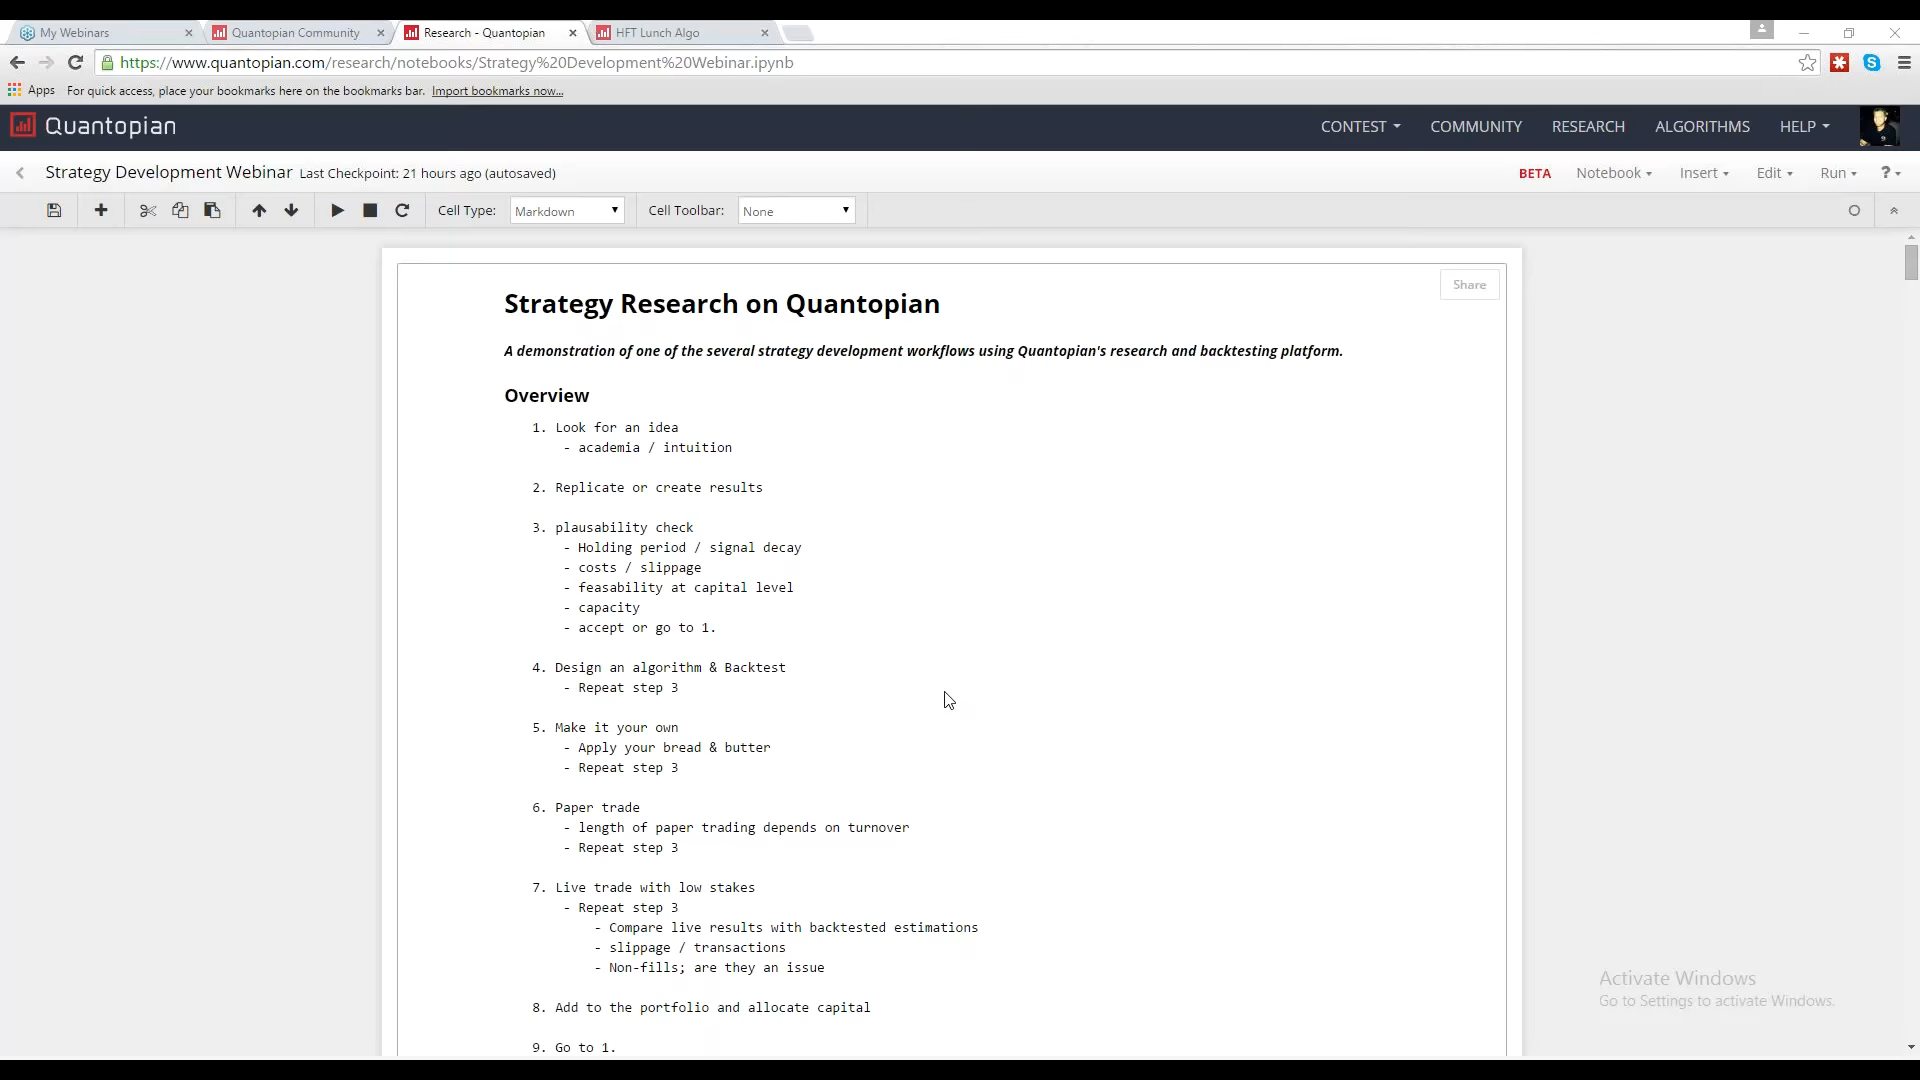 My Webinars
Quantopian Community
Research - Quantopian
HFT Lunch Algo
https://www.quantopian.com/research/notebooks/Strategy%20Development%20Webinar.ipynb
Apps For quick access, place your bookmarks here on the bookmarks bar. Import bookmarks now...
Quantopian
CONTEST
COMMUNITY
RESEARCH
ALGORITHMS
HELP
Strategy Development Webinar Last Checkpoint: 21 hours ago (autosaved)
BETA
Notebook
Insert
Edit
Run
?
Cell Type: Markdown
Cell Toolbar: None
Share
Strategy Research on Quantopian
A demonstration of one of the several strategy development workflows using Quantopian's research and backtesting platform.
Overview
1. Look for an idea
- academia / intuition
2. Replicate or create results
3. plausability check
- Holding period / signal decay
- costs / slippage
- feasability at capital level
- capacity
- accept or go to 1.
4. Design an algorithm & Backtest
- Repeat step 3
5. Make it your own
- Apply your bread & butter
- Repeat step 3
6. Paper trade
- length of paper trading depends on turnover
- Repeat step 3
7. Live trade with low stakes
- Repeat step 3
- Compare live results with backtested estimations
- slippage / transactions
- Non-fills; are they an issue
8. Add to the portfolio and allocate capital
9. Go to 1.
Activate Windows
Go to Settings to activate Windows.